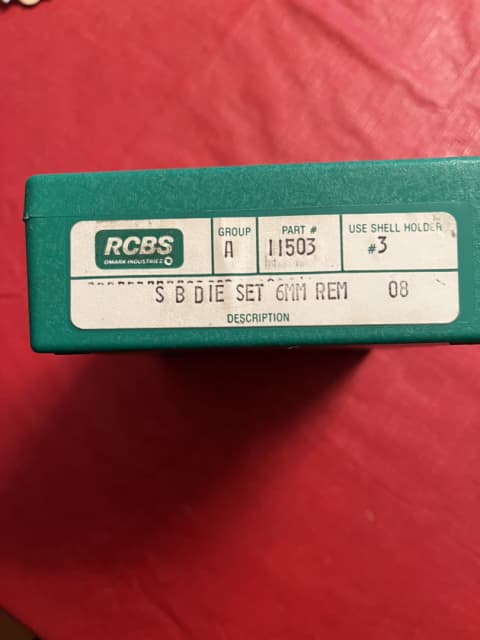 RCBS
OMARK INDUSTRIES
GROUP
A
PART #
11503
USE SHELL HOLDER
#3
S B DIE SET 6MM REM 08
DESCRIPTION